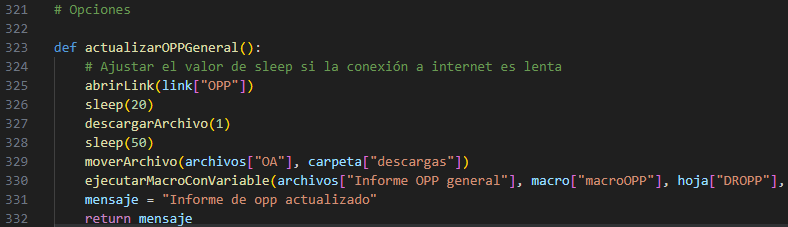 321 # Opciones
322
323 def actualizarOPPGeneral():
324 # Ajustar el valor de sleep si la conexión a internet es lenta
325 abrirLink(link["OPP"])
326 sleep(20)
327 descargarArchivo(1)
328 sleep(50)
329 moverArchivo(archivos["OA"], carpeta["descargas"])
330 ejecutarMacroConVariable(archivos["Informe OPP general"], macro["macroOPP"], hoja["DROPP"],
331 mensaje = "Informe de opp actualizado"
332 return mensaje